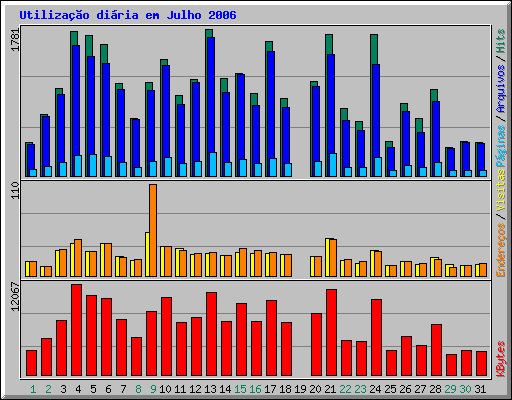 Utilização diária em Julho 2006
1781
110
12067
Hits / Arquivos / Páginas
Visitas / Endereços
KBytes
1 2 3 4 5 6 7 8 9 10 11 12 13 14 15 16 17 18 19 20 21 22 23 24 25 26 27 28 29 30 31